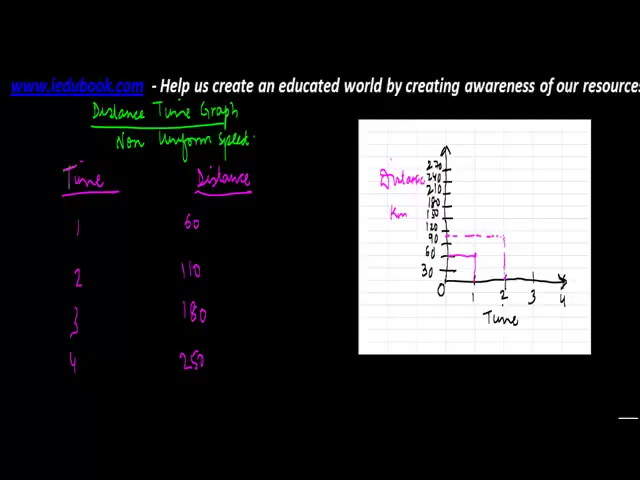 www.iedubook.com - Help us create an educated world by creating awareness of our resources
Distance Time Graph
Non Uniform Speed.
Time Distance
1 60
2 110
3 180
4 250
Distance
Km
270
240
210
180
150
120
90
60
30
0
1 2 3 4
Time